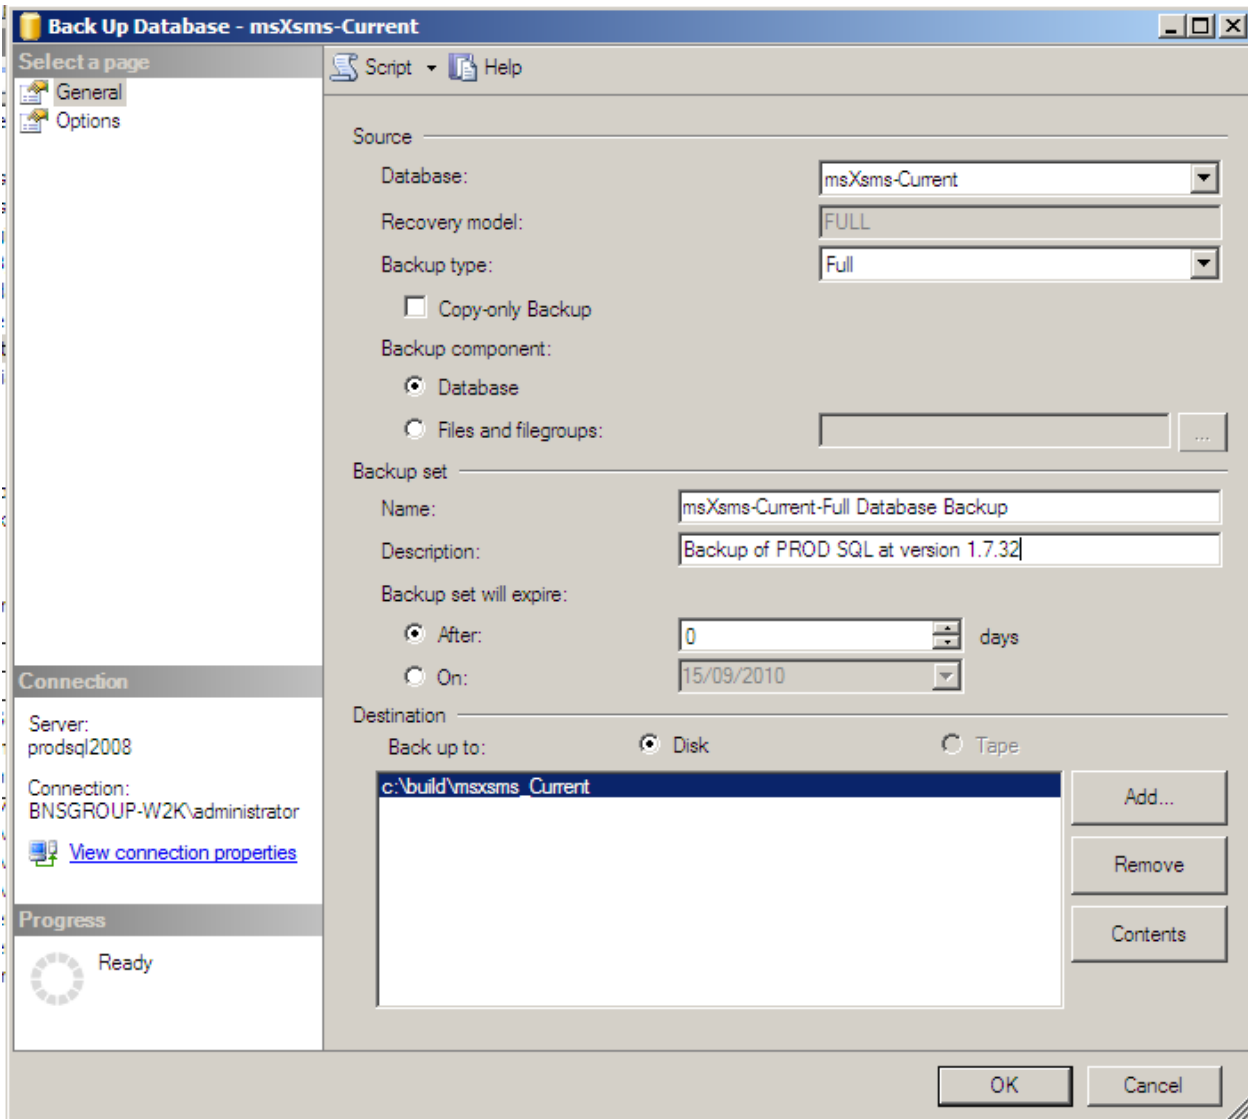 Back Up Database - msXsms-Current
Select a page
General
Options
Script
Help
Source
Database:
msXsms-Current
Recovery model:
FULL
Backup type:
Full
Copy-only Backup
Backup component:
Database
Files and filegroups:
...
Backup set
Name:
msXsms-Current-Full Database Backup
Description:
Backup of PROD SQL at version 1.7.32
Backup set will expire:
After:
0
days
On:
15/09/2010
Destination
Back up to:
Disk
Tape
c:\build\msxsms_Current
Add...
Remove
Contents
Connection
Server:
prodsql2008
Connection:
BNSGROUP-W2K\administrator
View connection properties
Progress
Ready
OK
Cancel